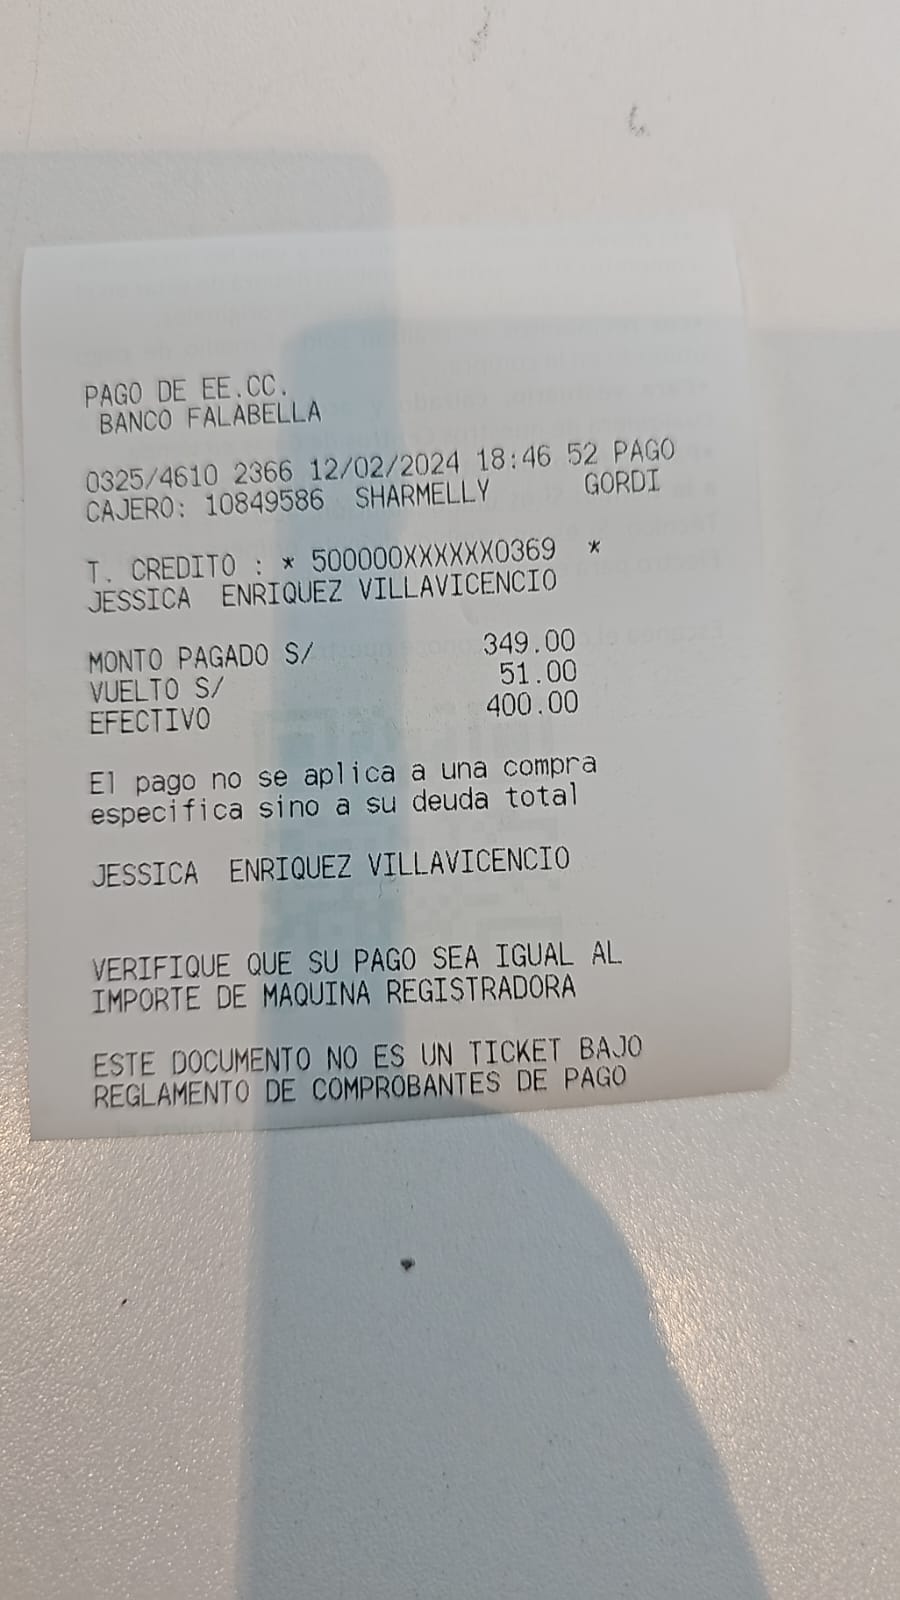 PAGO DE EE.CC.
BANCO FALABELLA
0325/4610 2366 12/02/2024 18:46 52 PAGO
CAJERO: 10849586 SHARMELLY GORDI
T. CREDITO : * 500000XXXXXX0369 *
JESSICA ENRIQUEZ VILLAVICENCIO
MONTO PAGADO S/ 349.00
VUELTO S/ 51.00
EFECTIVO 400.00
El pago no se aplica a una compra
especifica sino a su deuda total
JESSICA ENRIQUEZ VILLAVICENCIO
VERIFIQUE QUE SU PAGO SEA IGUAL AL
IMPORTE DE MAQUINA REGISTRADORA
ESTE DOCUMENTO NO ES UN TICKET BAJO
REGLAMENTO DE COMPROBANTES DE PAGO